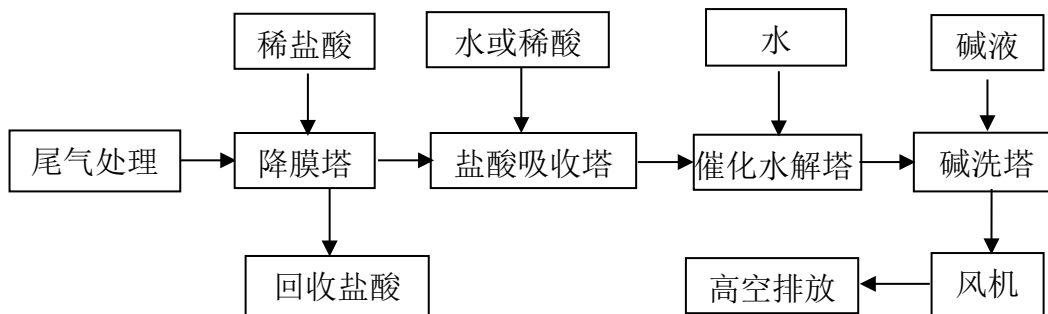 稀盐酸
水或稀酸
水
碱液
尾气处理
降膜塔
盐酸吸收塔
催化水解塔
碱洗塔
回收盐酸
高空排放
风机